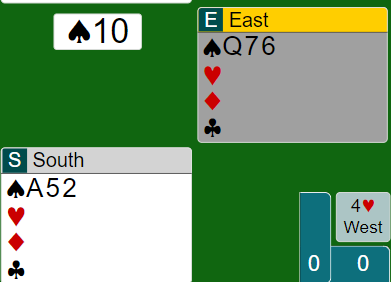 ♠10
E East
♠Q76
♥
♦
♣
S South
♠A52
♥
♦
♣
4♥
West
0 0